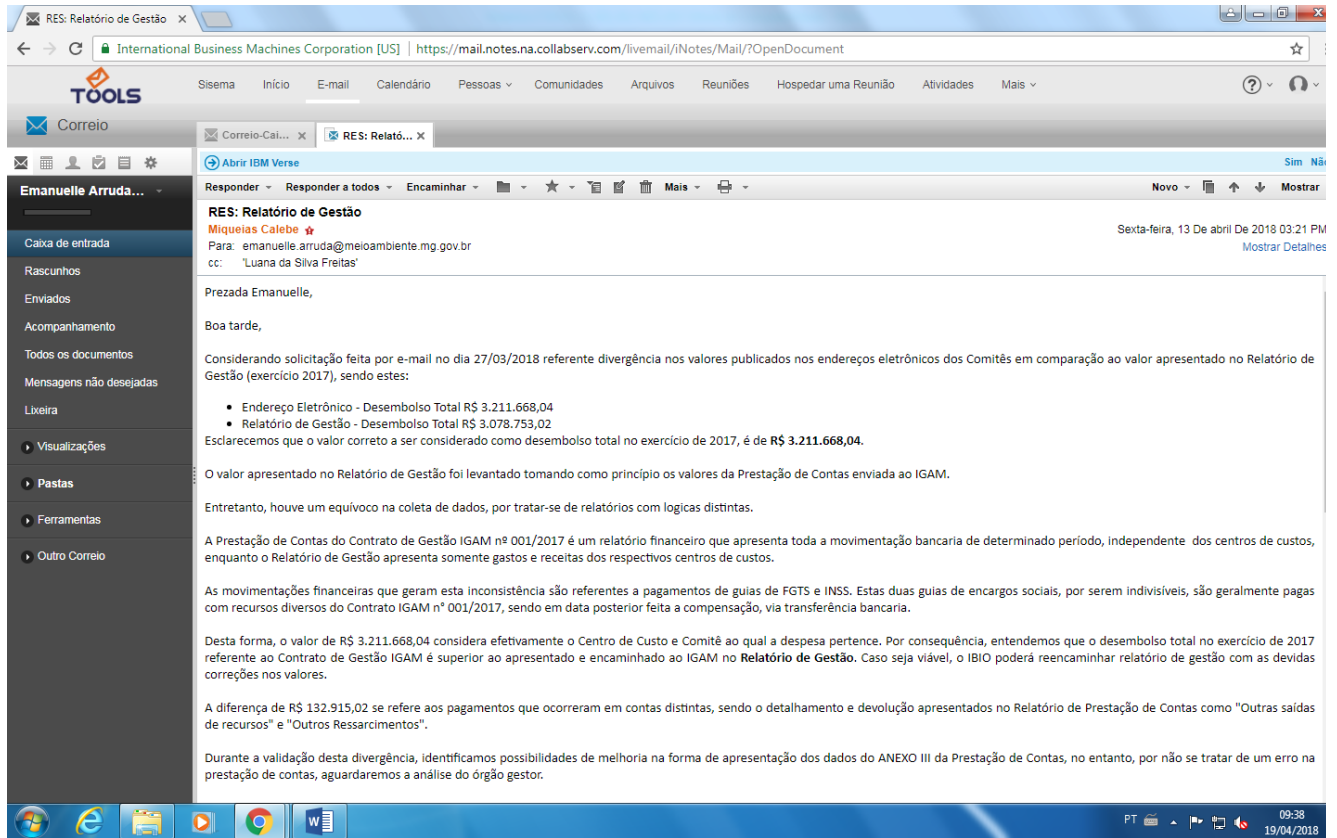 RES: Relatório de Gestão
International Business Machines Corporation [US] | https://mail.notes.na.collabserv.com/livemail/iNotes/Mail/?OpenDocument
TOOLS
Sisema Início E-mail Calendário Pessoas Comunidades Arquivos Reuniões Hospedar uma Reunião Atividades Mais
Correio
Correio-Cai... RES: Relató...
Abrir IBM Verse Sim
Emanuelle Arruda...
Responder Responder a todos Encaminhar Mais Novo Mostrar
RES: Relatório de Gestão
Miqueias Calebe
Sexta-feira, 13 De abril De 2018 03:21 PM
Para: emanuelle.arruda@meioambiente.mg.gov.br
Mostrar Detalhes
cc: 'Luana da Silva Freitas'
Caixa de entrada
Rascunhos
Enviados
Acompanhamento
Todos os documentos
Mensagens não desejadas
Lixeira
Visualizações
Pastas
Ferramentas
Outro Correio
Prezada Emanuelle,
Boa tarde,
Considerando solicitação feita por e-mail no dia 27/03/2018 referente divergência nos valores publicados nos endereços eletrônicos dos Comitês em comparação ao valor apresentado no Relatório de
Gestão (exercício 2017), sendo estes:
• Endereço Eletrônico - Desembolso Total R$ 3.211.668,04
• Relatório de Gestão - Desembolso Total R$ 3.078.753,02
Esclarecemos que o valor correto a ser considerado como desembolso total no exercício de 2017, é de R$ 3.211.668,04.
O valor apresentado no Relatório de Gestão foi levantado tomando como princípio os valores da Prestação de Contas enviada ao IGAM.
Entretanto, houve um equívoco na coleta de dados, por tratar-se de relatórios com logicas distintas.
A Prestação de Contas do Contrato de Gestão IGAM nº 001/2017 é um relatório financeiro que apresenta toda a movimentação bancaria de determinado período, independente dos centros de custos,
enquanto o Relatório de Gestão apresenta somente gastos e receitas dos respectivos centros de custos.
As movimentações financeiras que geram esta inconsistência são referentes a pagamentos de guias de FGTS e INSS. Estas duas guias de encargos sociais, por serem indivisíveis, são geralmente pagas
com recursos diversos do Contrato IGAM n° 001/2017, sendo em data posterior feita a compensação, via transferência bancaria.
Desta forma, o valor de R$ 3.211.668,04 considera efetivamente o Centro de Custo e Comitê ao qual a despesa pertence. Por consequência, entendemos que o desembolso total no exercício de 2017
referente ao Contrato de Gestão IGAM é superior ao apresentado e encaminhado ao IGAM no Relatório de Gestão. Caso seja viável, o IBIO poderá reencaminhar relatório de gestão com as devidas
correções nos valores.
A diferença de R$ 132.915,02 se refere aos pagamentos que ocorreram em contas distintas, sendo o detalhamento e devolução apresentados no Relatório de Prestação de Contas como "Outras saídas
de recursos" e "Outros Ressarcimentos".
Durante a validação desta divergência, identificamos possibilidades de melhoria na forma de apresentação dos dados do ANEXO III da Prestação de Contas, no entanto, por não se tratar de um erro na
prestação de contas, aguardaremos a análise do órgão gestor.
PT
09:38
19/04/2018